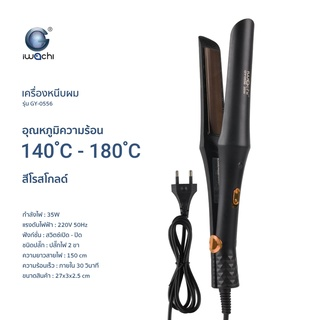 iwachi
เครื่องหนีบผม
รุ่น GY-0556
อุณหภูมิความร้อน
140°C - 180°C
สีโรสโกลด์
กำลังไฟ : 35W
แรงดันไฟฟ้า : 220V 50Hz
ฟังก์ชั่น : สวิตช์เปิด - ปิด
ชนิดปลั๊ก : ปลั๊กไฟ 2 ขา
ความยาวสายไฟ : 150 cm
ความร้อนเร็ว : ภายใน 30 วินาที
ขนาดสินค้า : 27x3x2.5 cm